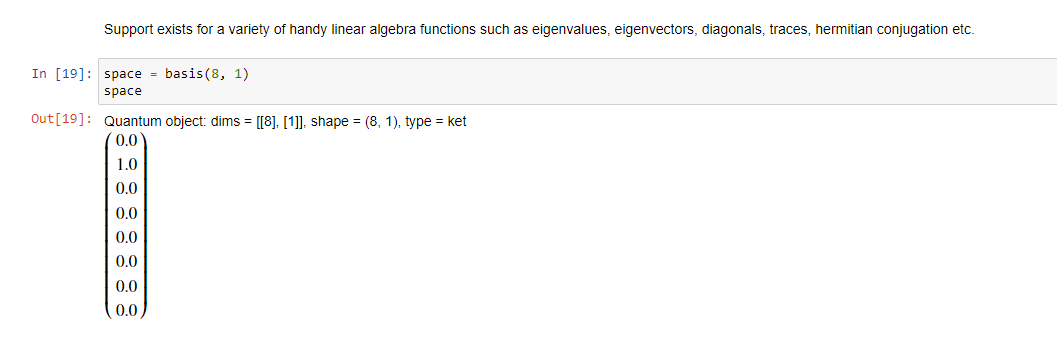 Support exists for a variety of handy linear algebra functions such as eigenvalues, eigenvectors, diagonals, traces, hermitian conjugation etc.
In [19]: space = basis(8, 1)
space
Out[19]: Quantum object: dims = [[8], [1]], shape = (8, 1), type = ket
0.0
1.0
0.0
0.0
0.0
0.0
0.0
0.0